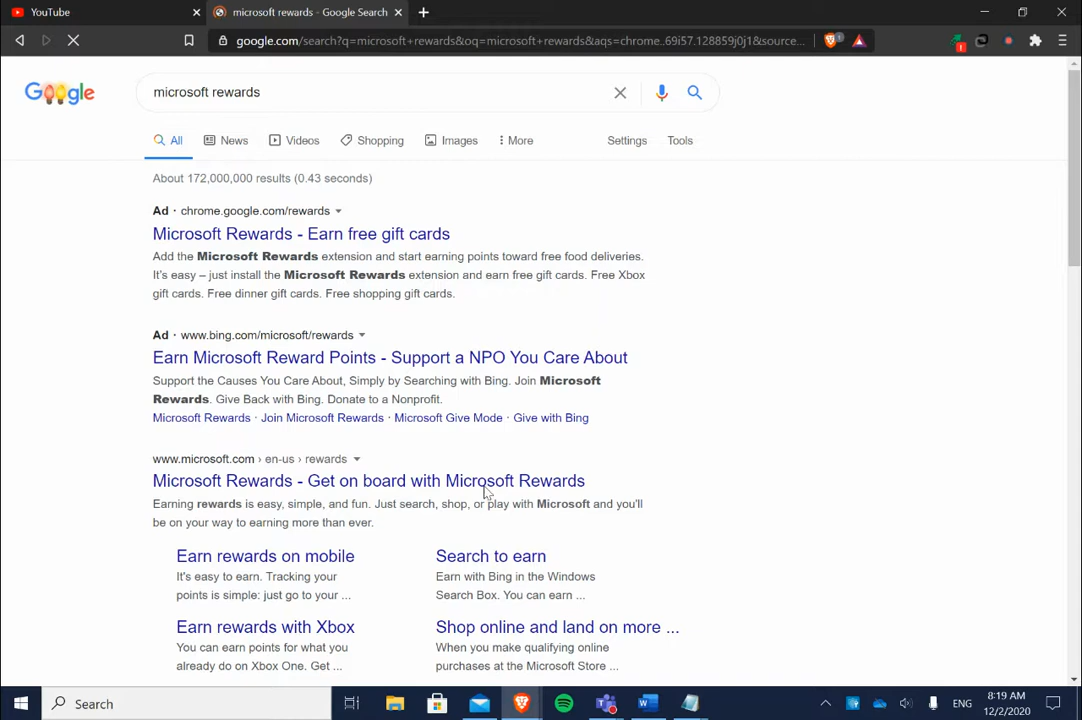 YouTube
microsoft rewards - Google Search
google.com/search?q=microsoft+rewards&oq=microsoft+rewards&aqs=chrome..69i57.128859j0j1&source...
1
Google
microsoft rewards
All News Videos Shopping Images More Settings Tools
About 172,000,000 results (0.43 seconds)
Ad · chrome.google.com/rewards
Microsoft Rewards - Earn free gift cards
Add the Microsoft Rewards extension and start earning points toward free food deliveries.
It's easy – just install the Microsoft Rewards extension and earn free gift cards. Free Xbox
gift cards. Free dinner gift cards. Free shopping gift cards.
Ad · www.bing.com/microsoft/rewards
Earn Microsoft Reward Points - Support a NPO You Care About
Support the Causes You Care About, Simply by Searching with Bing. Join Microsoft
Rewards. Give Back with Bing. Donate to a Nonprofit.
Microsoft Rewards · Join Microsoft Rewards · Microsoft Give Mode · Give with Bing
www.microsoft.com › en-us › rewards
Microsoft Rewards - Get on board with Microsoft Rewards
Earning rewards is easy, simple, and fun. Just search, shop, or play with Microsoft and you'll
be on your way to earning more than ever.
Earn rewards on mobile
It's easy to earn. Tracking your
points is simple: just go to your ...
Search to earn
Earn with Bing in the Windows
Search Box. You can earn ...
Earn rewards with Xbox
You can earn points for what you
already do on Xbox One. Get ...
Shop online and land on more ...
When you make qualifying online
purchases at the Microsoft Store ...
Search
ENG
8:19 AM
12/2/2020